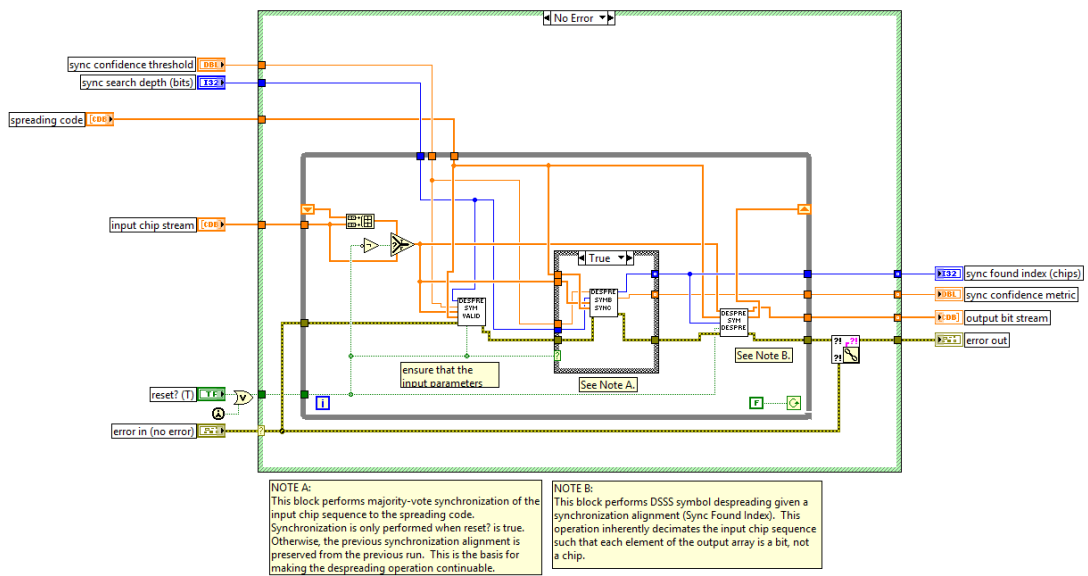 No Error
sync confidence threshold
DBL
sync search depth (bits)
I32
spreading code
[CDB]
input chip stream
[CDB]
True
DESPRE
SYM
VALID
DESPRE
SYMB
SYNC
DESPRE
SYM
DESPRE
I32
sync found index (chips)
DBL
sync confidence metric
output bit stream
error out
?!
?!
?!
See Note B.
ensure that the
input parameters
See Note A.
reset? (T)
TF
V
i
F
error in (no error)
?
?
NOTE A:
This block performs majority-vote synchronization of the
input chip sequence to the spreading code.
Synchronization is only performed when reset? is true.
Otherwise, the previous synchronization alignment is
preserved from the previous run.  This is the basis for
making the despreading operation continuable.
NOTE B:
This block performs DSSS symbol despreading given a
synchronization alignment (Sync Found Index).  This
operation inherently decimates the input chip sequence
such that each element of the output array is a bit, not
a chip.